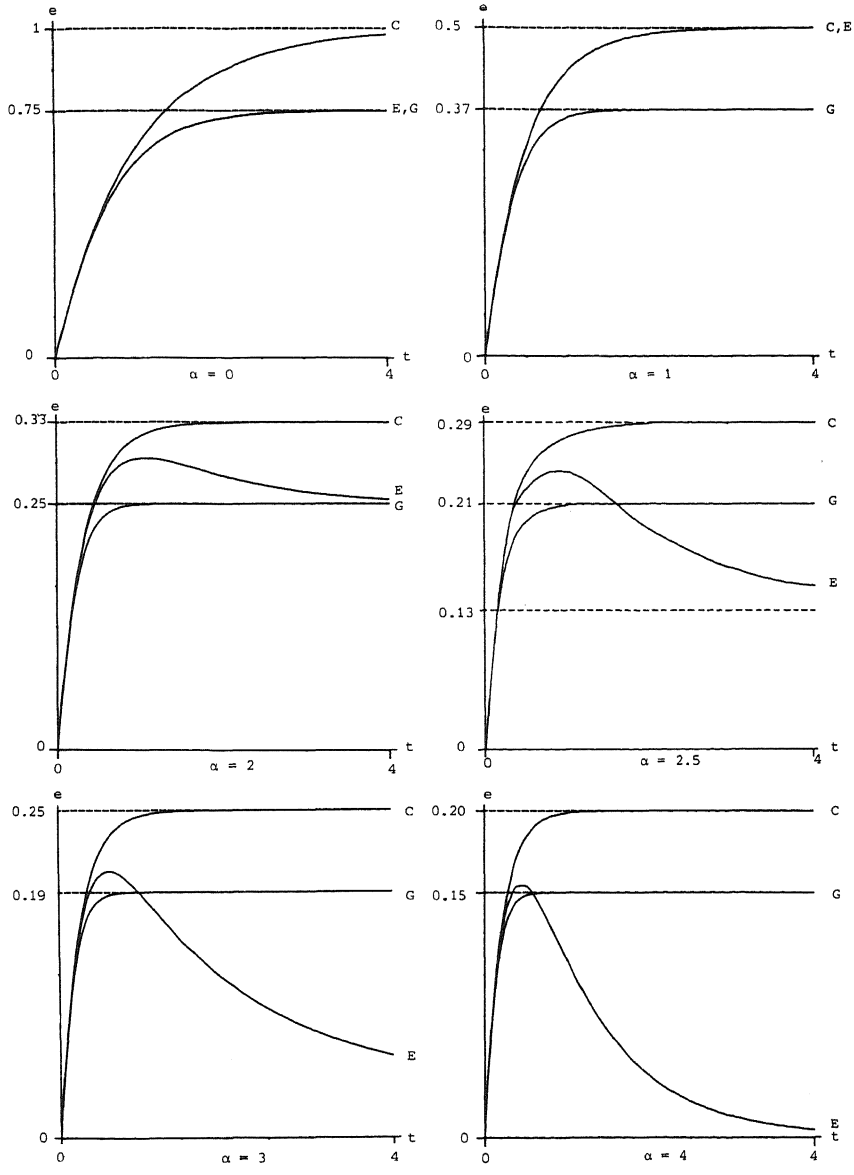 e
1
C
0.75
E,G
0
t
0
4
α = 0
e
0.5
C,E
0.37
G
0
t
0
4
α = 1
e
0.33
C
E
0.25
G
0
t
0
4
α = 2
e
0.29
C
0.21
G
E
0.13
0
t
0
4
α = 2.5
e
0.25
C
0.19
G
E
0
t
0
4
α = 3
e
0.20
C
0.15
G
E
0
t
0
4
α = 4